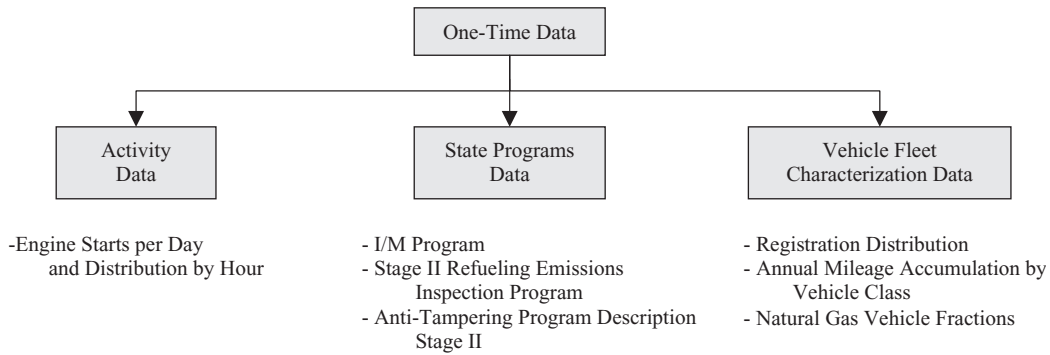 One-Time Data
Activity
Data
State Programs
Data
Vehicle Fleet
Characterization Data
-Engine Starts per Day
and Distribution by Hour
- I/M Program
- Stage II Refueling Emissions
Inspection Program
- Anti-Tampering Program Description
Stage II
- Registration Distribution
- Annual Mileage Accumulation by
Vehicle Class
- Natural Gas Vehicle Fractions